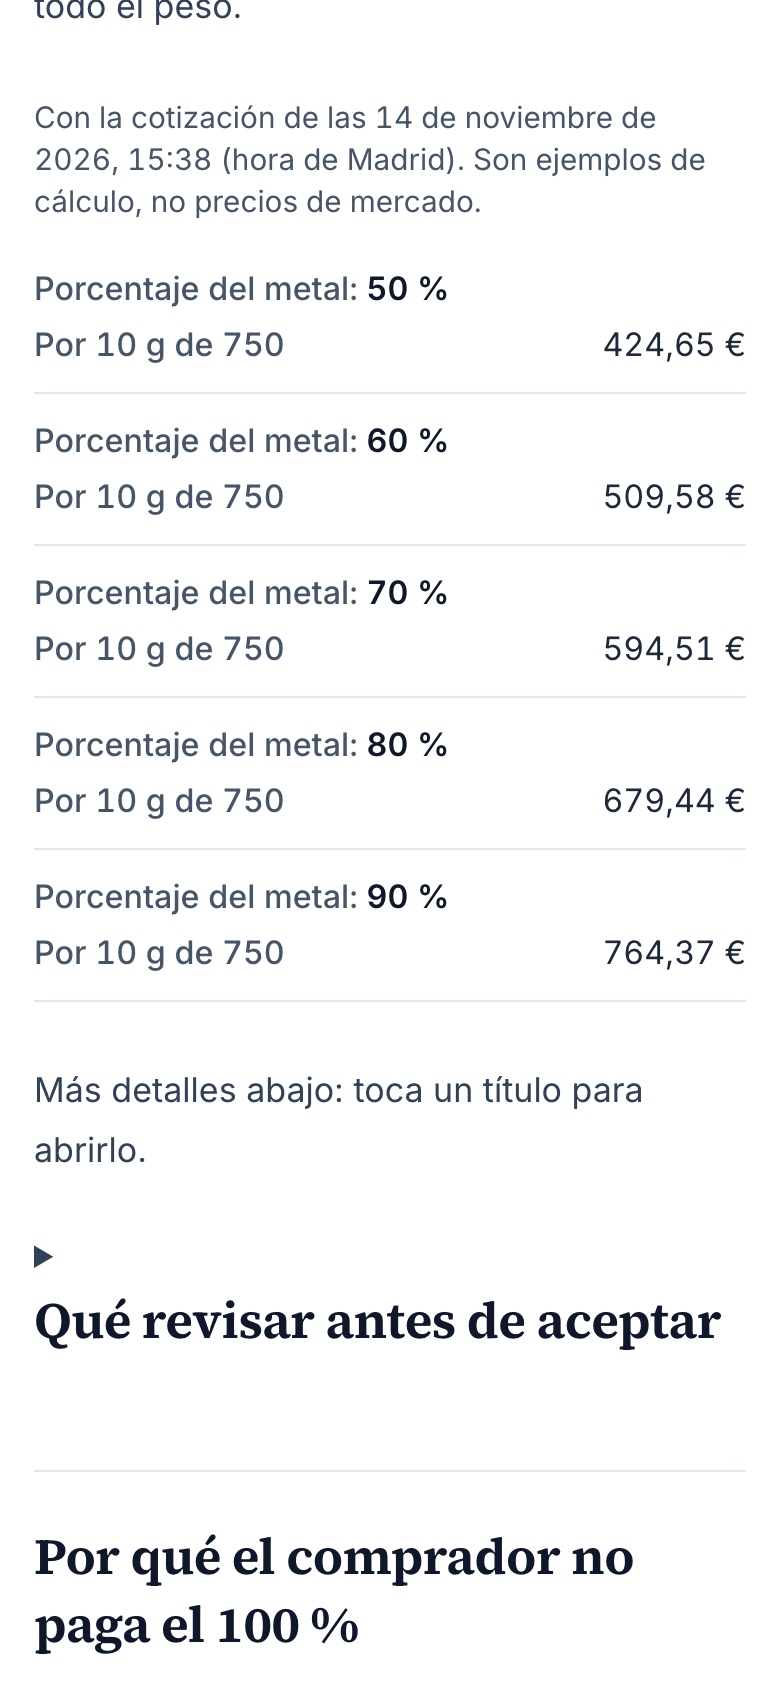 todo el peso.
Con la cotización de las 14 de noviembre de
2026, 15:38 (hora de Madrid). Son ejemplos de
cálculo, no precios de mercado.
Porcentaje del metal: 50 %
Por 10 g de 750 424,65 €
Porcentaje del metal: 60 %
Por 10 g de 750 509,58 €
Porcentaje del metal: 70 %
Por 10 g de 750 594,51 €
Porcentaje del metal: 80 %
Por 10 g de 750 679,44 €
Porcentaje del metal: 90 %
Por 10 g de 750 764,37 €
Más detalles abajo: toca un título para
abrirlo.
Qué revisar antes de aceptar
Por qué el comprador no
paga el 100 %